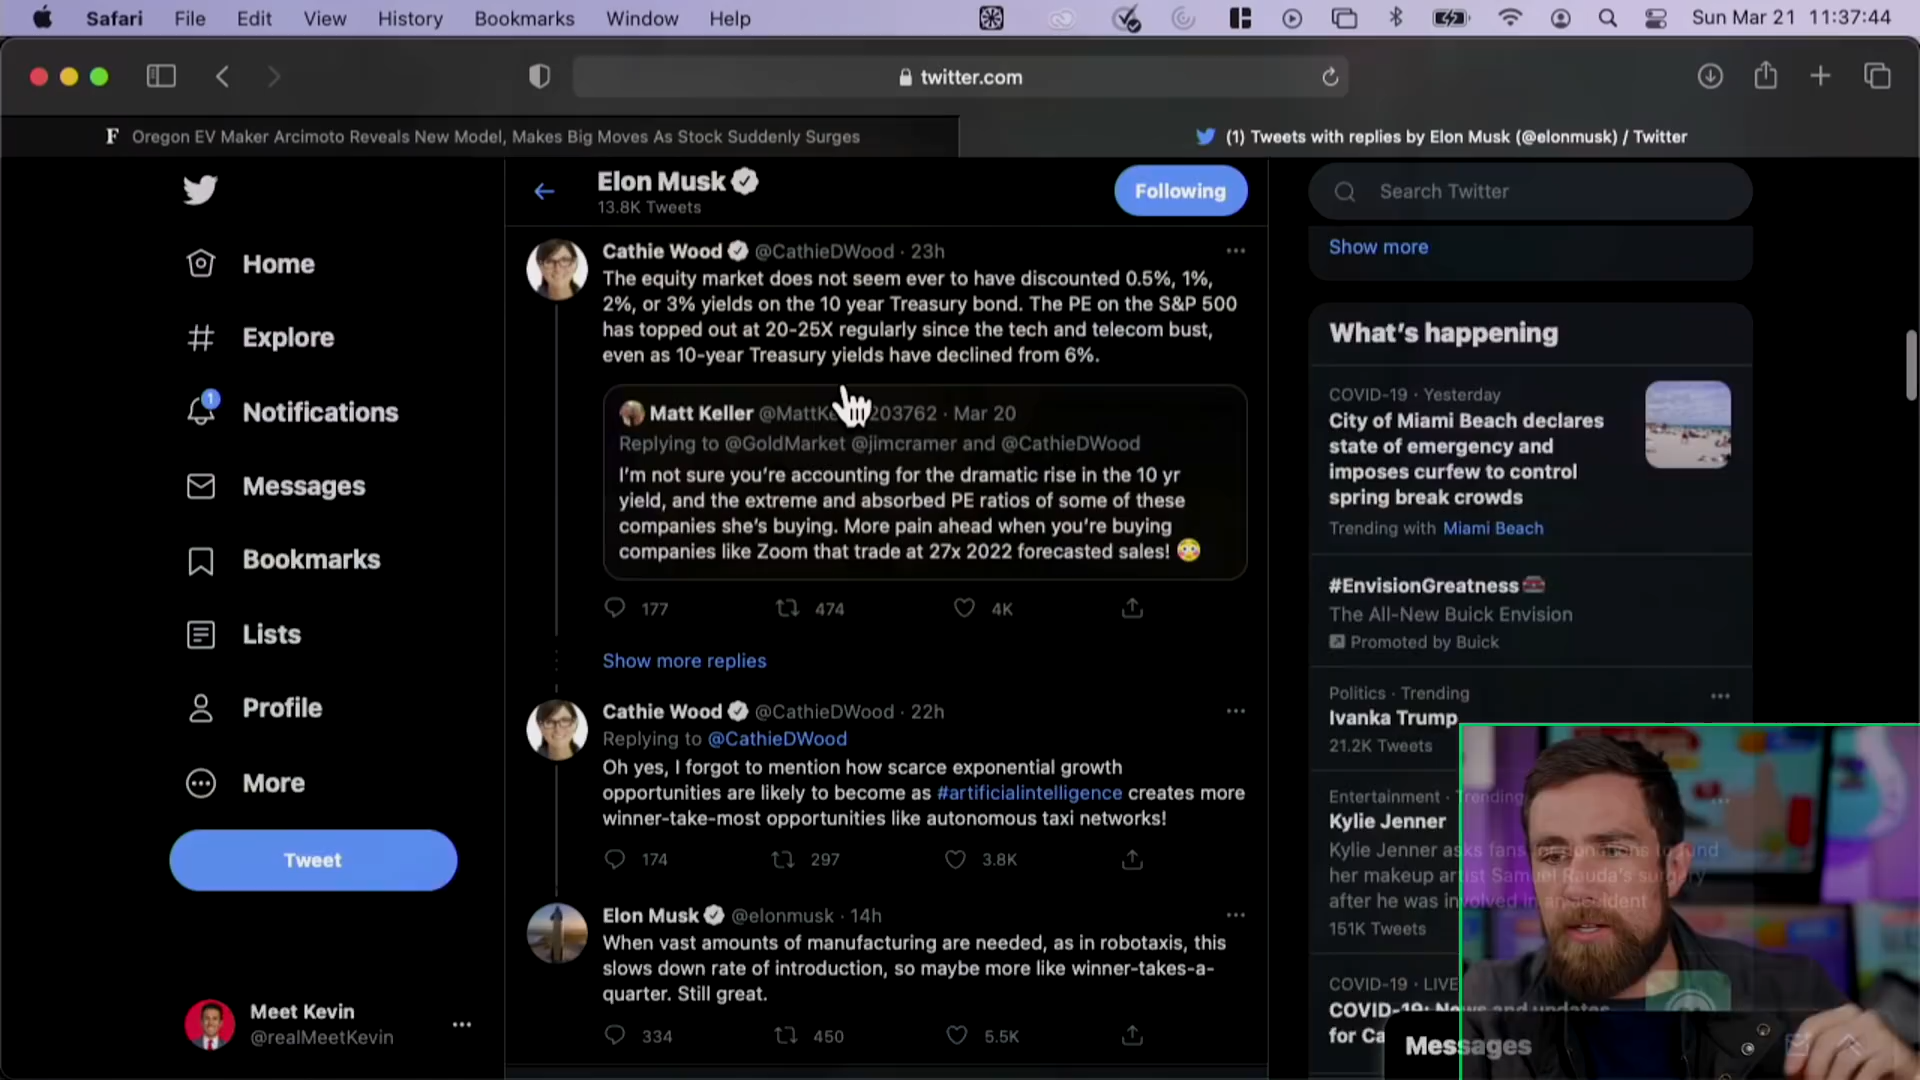 Safari File Edit View History Bookmarks Window Help Sun Mar 21 11:37:44
twitter.com
F Oregon EV Maker Arcimoto Reveals New Model, Makes Big Moves As Stock Suddenly Surges
(1) Tweets with replies by Elon Musk (@elonmusk) / Twitter
Home
Explore
1
Notifications
Messages
Bookmarks
Lists
Profile
More
Tweet
Meet Kevin
@realMeetKevin
Elon Musk
13.8K Tweets
Following
Cathie Wood @CathieDWood · 23h
The equity market does not seem ever to have discounted 0.5%, 1%,
2%, or 3% yields on the 10 year Treasury bond. The PE on the S&P 500
has topped out at 20-25X regularly since the tech and telecom bust,
even as 10-year Treasury yields have declined from 6%.
Matt Keller 203762 · Mar 20
Replying to @GoldMarket @jimcramer and @CathieDWood
I'm not sure you're accounting for the dramatic rise in the 10 yr
yield, and the extreme and absorbed PE ratios of some of these
companies she's buying. More pain ahead when you're buying
companies like Zoom that trade at 27x 2022 forecasted sales! 😳
177 474 4K
Show more replies
Cathie Wood @CathieDWood · 22h
Replying to @CathieDWood
Oh yes, I forgot to mention how scarce exponential growth
opportunities are likely to become as #artificialintelligence creates more
winner-take-most opportunities like autonomous taxi networks!
174 297 3.8K
Elon Musk @elonmusk · 14h
When vast amounts of manufacturing are needed, as in robotaxis, this
slows down rate of introduction, so maybe more like winner-takes-a-
quarter. Still great.
334 450 5.5K
Search Twitter
Show more
What's happening
COVID-19 · Yesterday
City of Miami Beach declares
state of emergency and
imposes curfew to control
spring break crowds
Trending with Miami Beach
#EnvisionGreatness
The All-New Buick Envision
Promoted by Buick
Politics · Trending
Ivanka Trump
21.2K Tweets
Entertainment · Trending
Kylie Jenner
Kylie Jenner asks fans for donations to fund
her makeup artist Samuel Rauda's surgery
after he was involved in an accident
151K Tweets
COVID-19 · LIVE
COVID-19: News and updates
for Ca
Messages